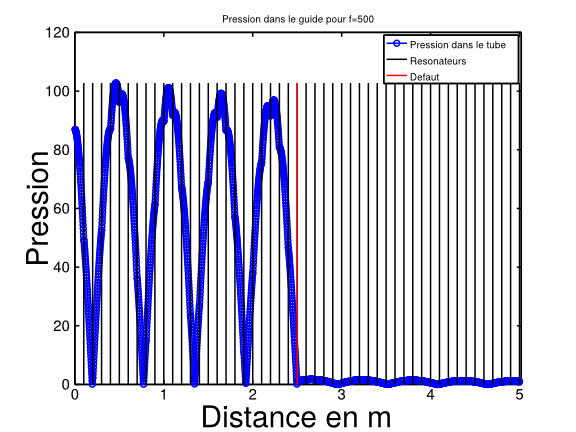 Pression dans le guide pour f=500
Pression dans le tube
Resonateurs
Defaut
120
100
80
60
40
20
0
Pression
0 1 2 3 4 5
Distance en m